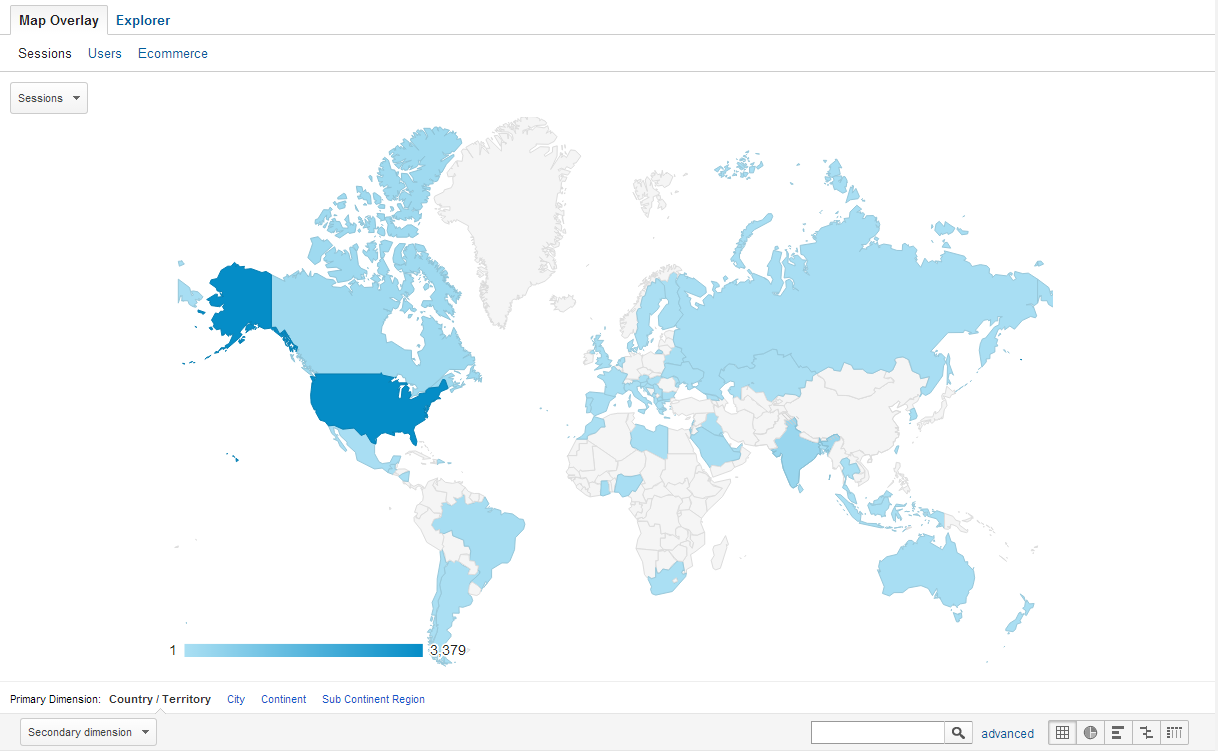 Map Overlay Explorer
Sessions Users Ecommerce
Sessions
1 3,379
Primary Dimension: Country / Territory City Continent Sub Continent Region
Secondary dimension advanced